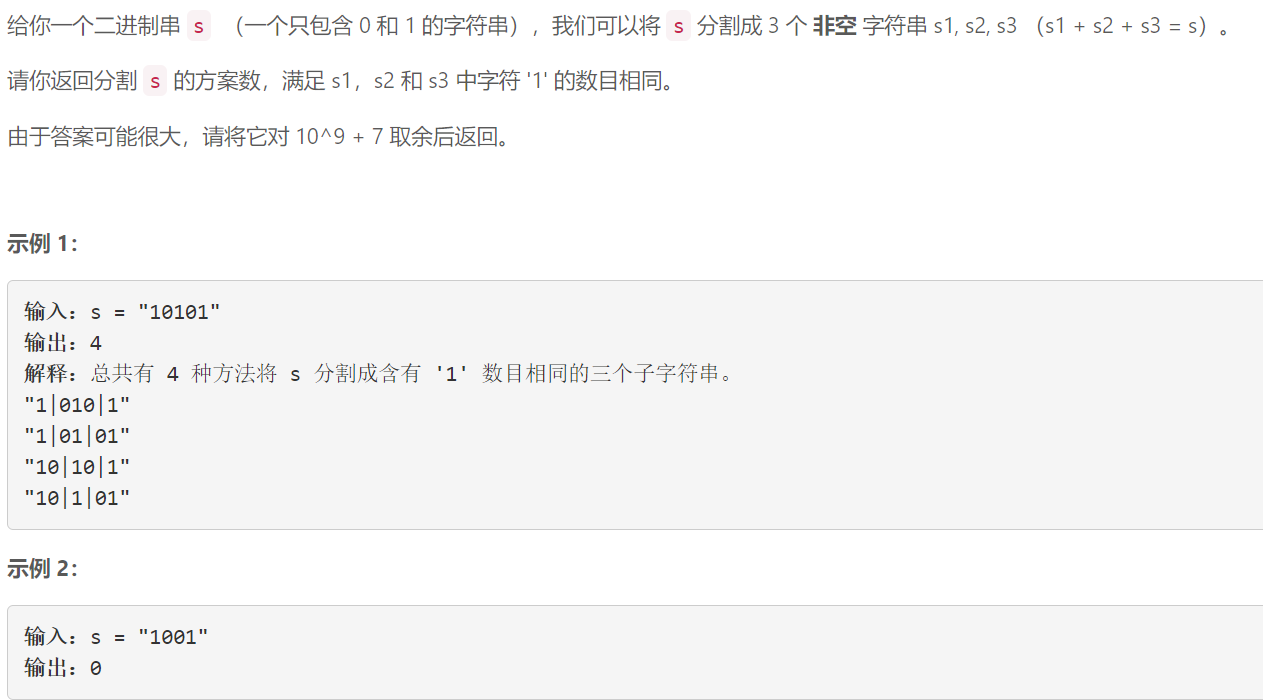 给你一个二进制串 s （一个只包含 0 和 1 的字符串），我们可以将 s 分割成 3 个 非空 字符串 s1, s2, s3 （s1 + s2 + s3 = s）。
请你返回分割 s 的方案数，满足 s1，s2 和 s3 中字符 '1' 的数目相同。
由于答案可能很大，请将它对 10^9 + 7 取余后返回。
示例 1：
输入：s = "10101"
输出：4
解释：总共有 4 种方法将 s 分割成含有 '1' 数目相同的三个子字符串。
"1|010|1"
"1|01|01"
"10|10|1"
"10|1|01"
示例 2：
输入：s = "1001"
输出：0